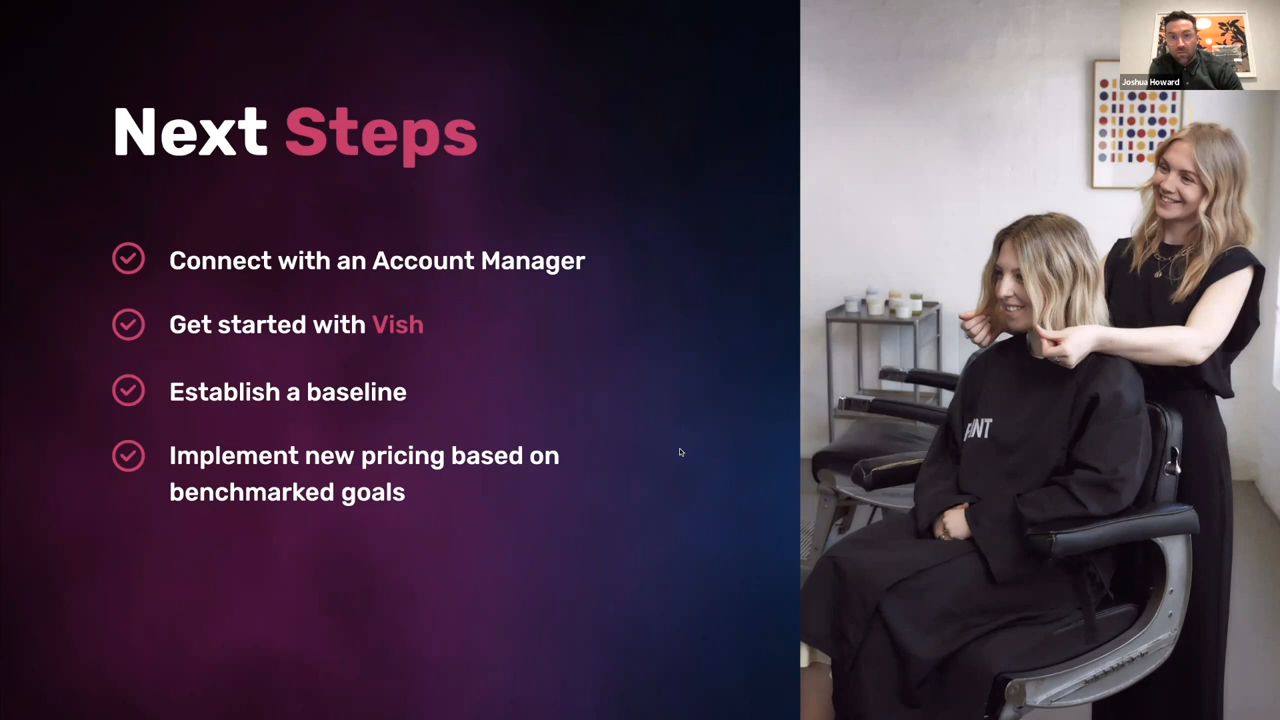 Joshua Howard
Next Steps
Connect with an Account Manager
Get started with Vish
Establish a baseline
Implement new pricing based on
benchmarked goals